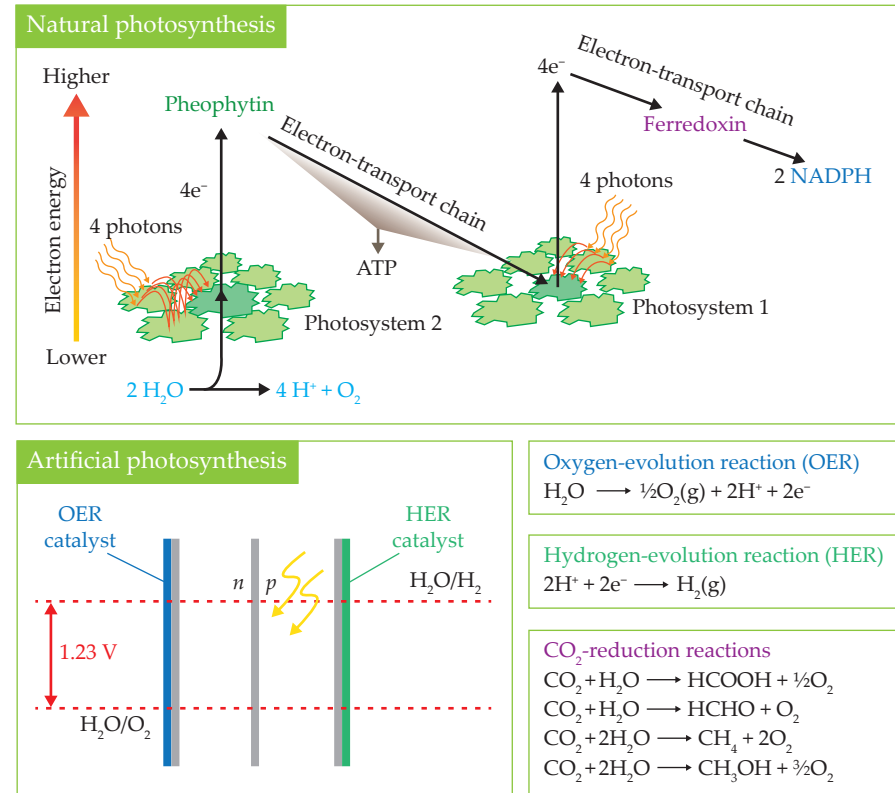 Natural photosynthesis
Higher
Electron energy
Lower
Pheophytin
4e⁻
4 photons
Electron-transport chain
ATP
Photosystem 2
2 H₂O
4 H⁺ + O₂
4e⁻
Electron-transport chain
Ferredoxin
2 NADPH
4 photons
Photosystem 1
Artificial photosynthesis
OER
catalyst
HER
catalyst
n
p
H₂O/H₂
1.23 V
H₂O/O₂
Oxygen-evolution reaction (OER)
H₂O ⟶ ½O₂(g) + 2H⁺ + 2e⁻
Hydrogen-evolution reaction (HER)
2H⁺ + 2e⁻ ⟶ H₂(g)
CO₂-reduction reactions
CO₂ + H₂O ⟶ HCOOH + ½O₂
CO₂ + H₂O ⟶ HCHO + O₂
CO₂ + 2H₂O ⟶ CH₄ + 2O₂
CO₂ + 2H₂O ⟶ CH₃OH + ³⁄₂O₂